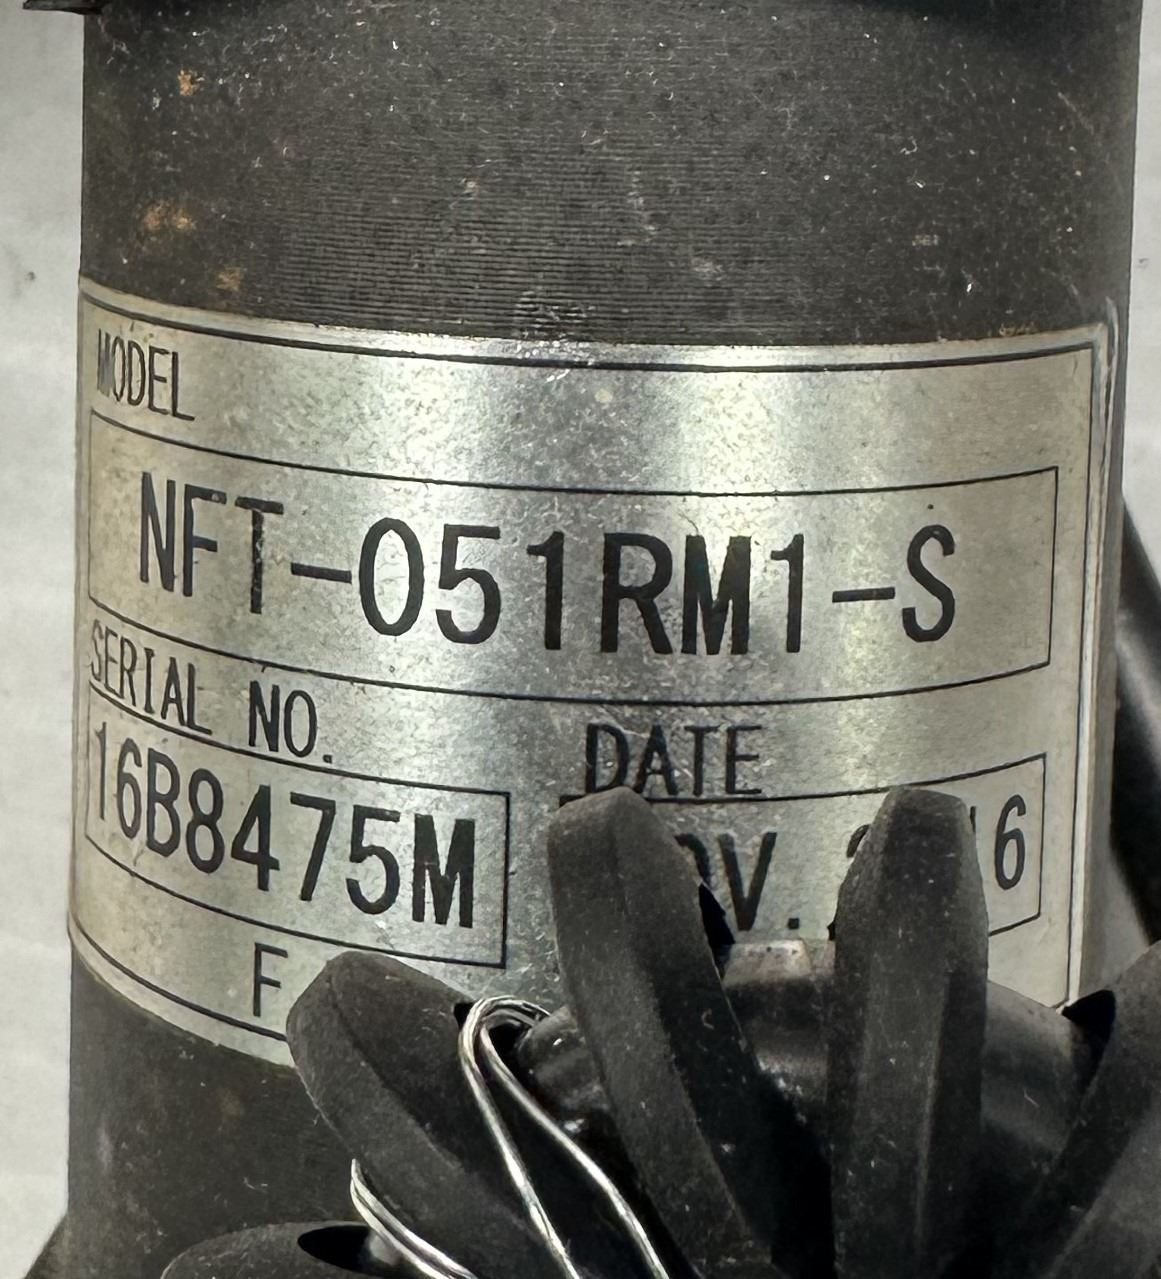 MODEL
NFT-051RM1-S
SERIAL NO.
DATE
16B8475M
F